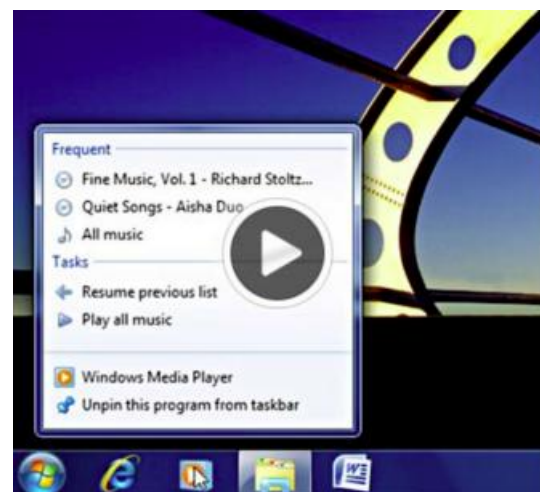 Frequent
Fine Music, Vol. 1 - Richard Stoltz...
Quiet Songs - Aisha Duo
All music
Tasks
Resume previous list
Play all music
Windows Media Player
Unpin this program from taskbar